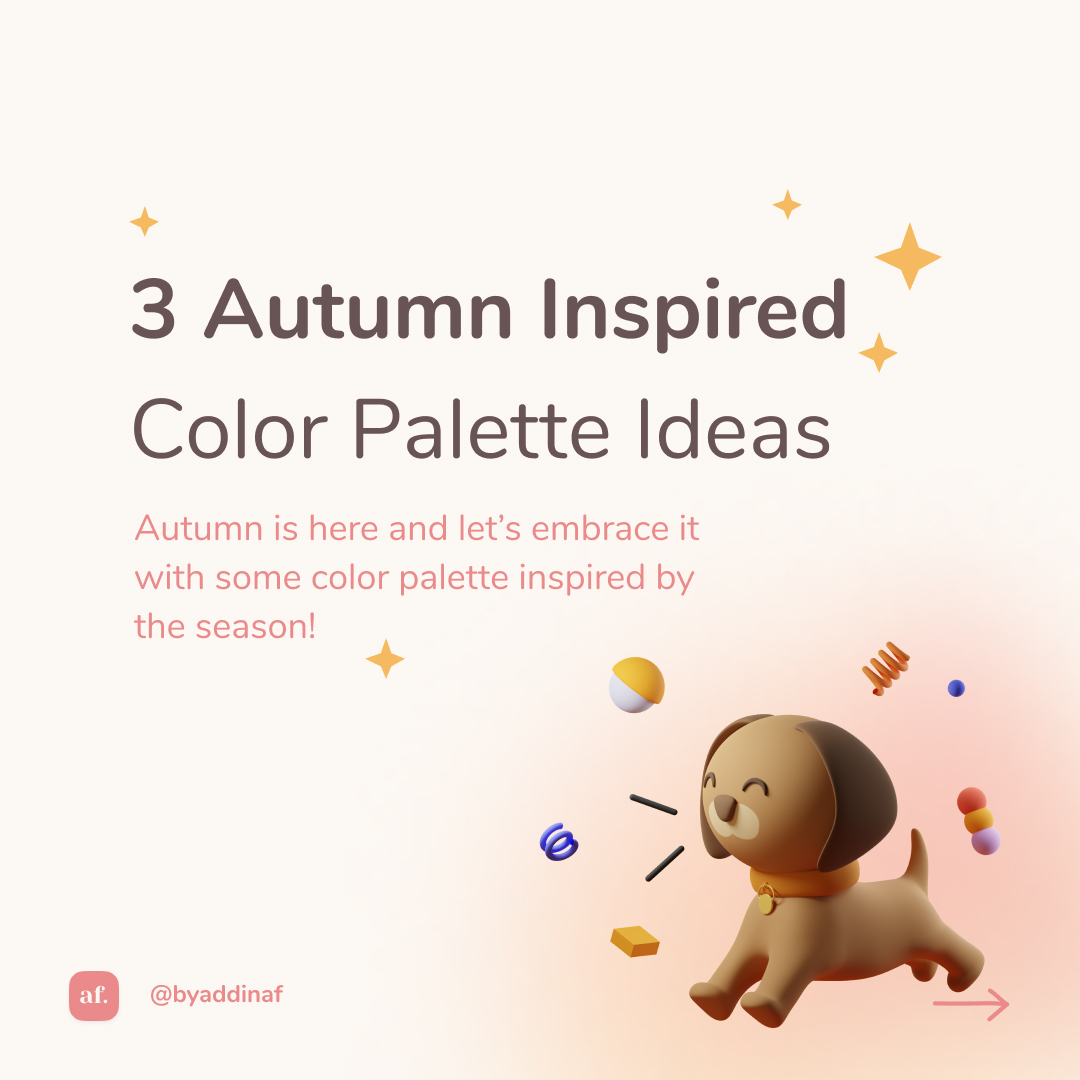 3 Autumn Inspired
Color Palette Ideas
Autumn is here and let’s embrace it
with some color palette inspired by
the season!
af.
@byaddinaf